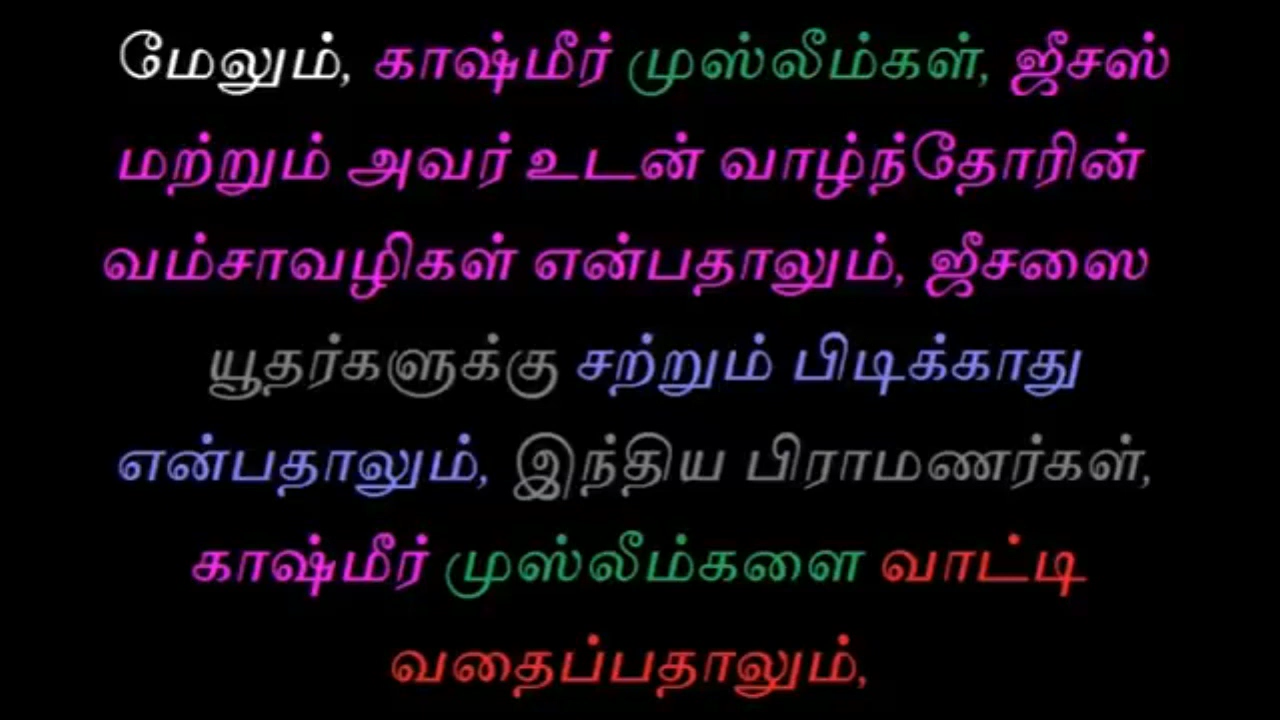 மேலும், காஷ்மீர் முஸ்லீம்கள், ஜீசஸ்
மற்றும் அவர் உடன் வாழ்ந்தோரின்
வம்சாவழிகள் என்பதாலும், ஜீசஸை
யூதர்களுக்கு சற்றும் பிடிக்காது
என்பதாலும், இந்திய பிராமணர்கள்,
காஷ்மீர் முஸ்லீம்களை வாட்டி
வதைப்பதாலும்,